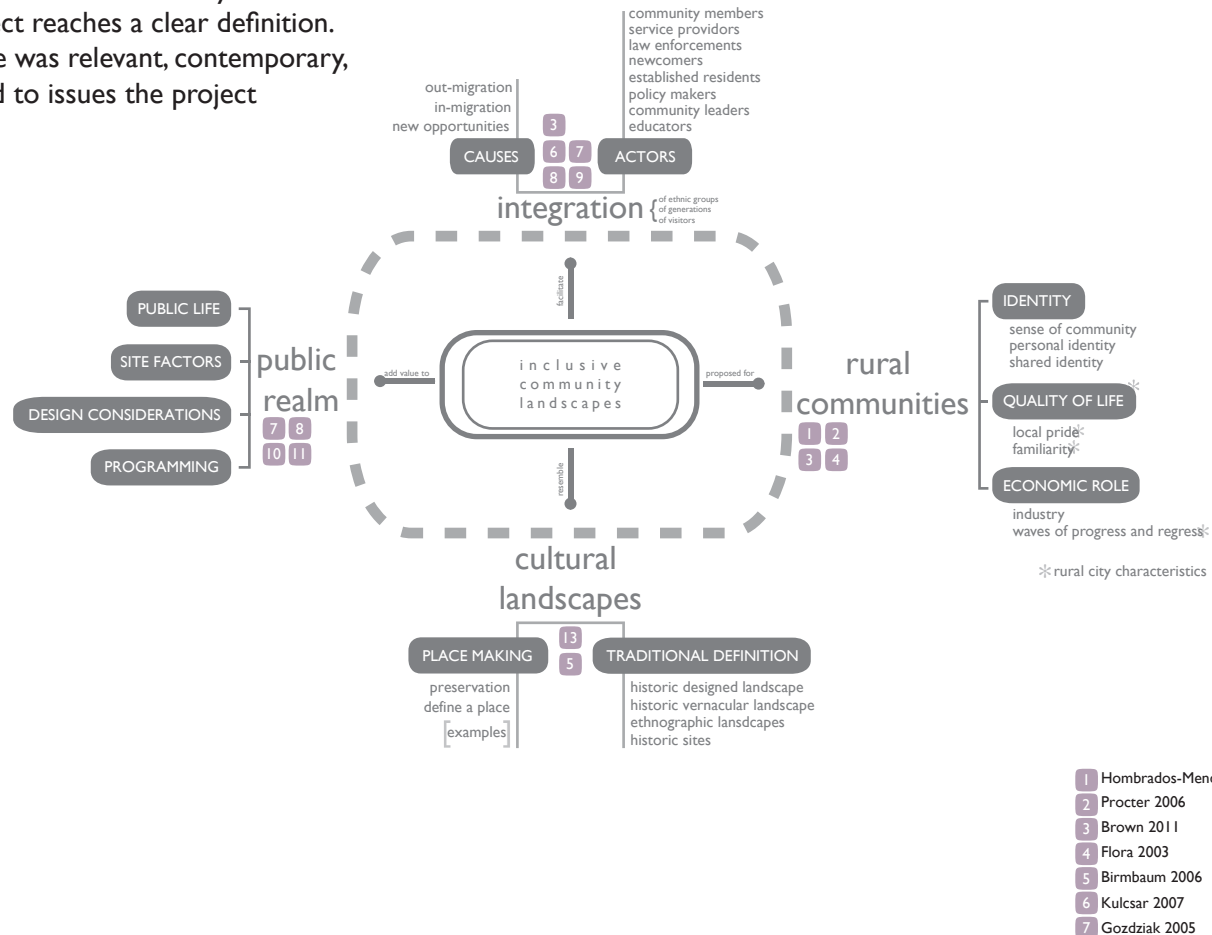 ect reaches a clear definition.
e was relevant, contemporary,
d to issues the project
community members
service providors
law enforcements
newcomers
established residents
policy makers
community leaders
educators
out-migration
in-migration
new opportunities
CAUSES
3
6 7
8 9
ACTORS
integration {
of ethnic groups
of generations
of visitors
facilitate
PUBLIC LIFE
SITE FACTORS
DESIGN CONSIDERATIONS
PROGRAMMING
public
realm
7 8
10 11
add value to
inclusive
community
landscapes
proposed for
resemble
rural
communities
1 2
3 4
IDENTITY
sense of community
personal identity
shared identity
QUALITY OF LIFE*
local pride*
familiarity*
ECONOMIC ROLE
industry
waves of progress and regress*
*rural city characteristics
cultural
landscapes
PLACE MAKING
13
5
TRADITIONAL DEFINITION
preservation
define a place
[examples]
historic designed landscape
historic vernacular landscape
ethnographic lansdcapes
historic sites
1 Hombrados-Mend
2 Procter 2006
3 Brown 2011
4 Flora 2003
5 Birmbaum 2006
6 Kulcsar 2007
7 Gozdziak 2005